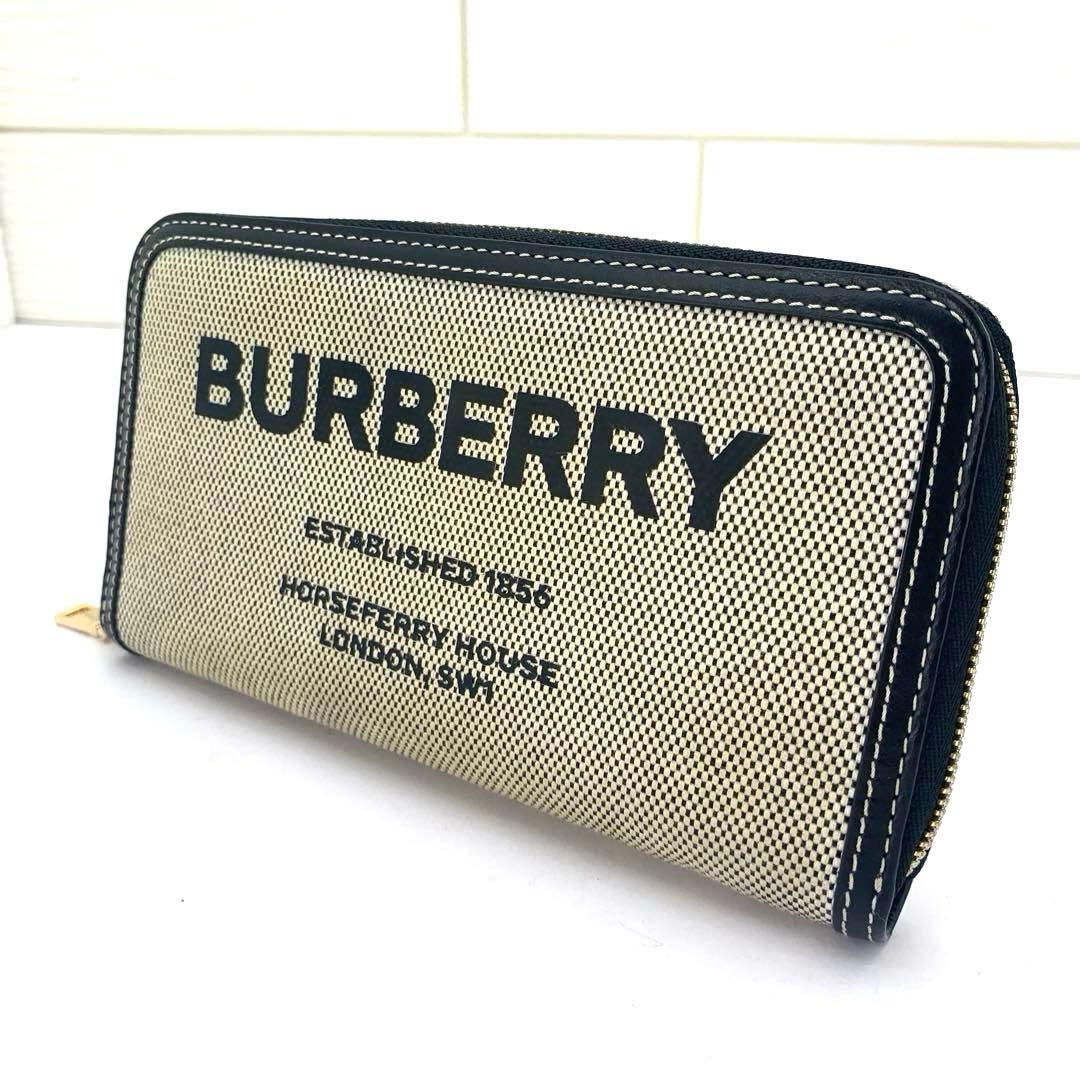 BURBERRY
ESTABLISHED 1856
HORSEFERRY HOUSE
LONDON, SW1